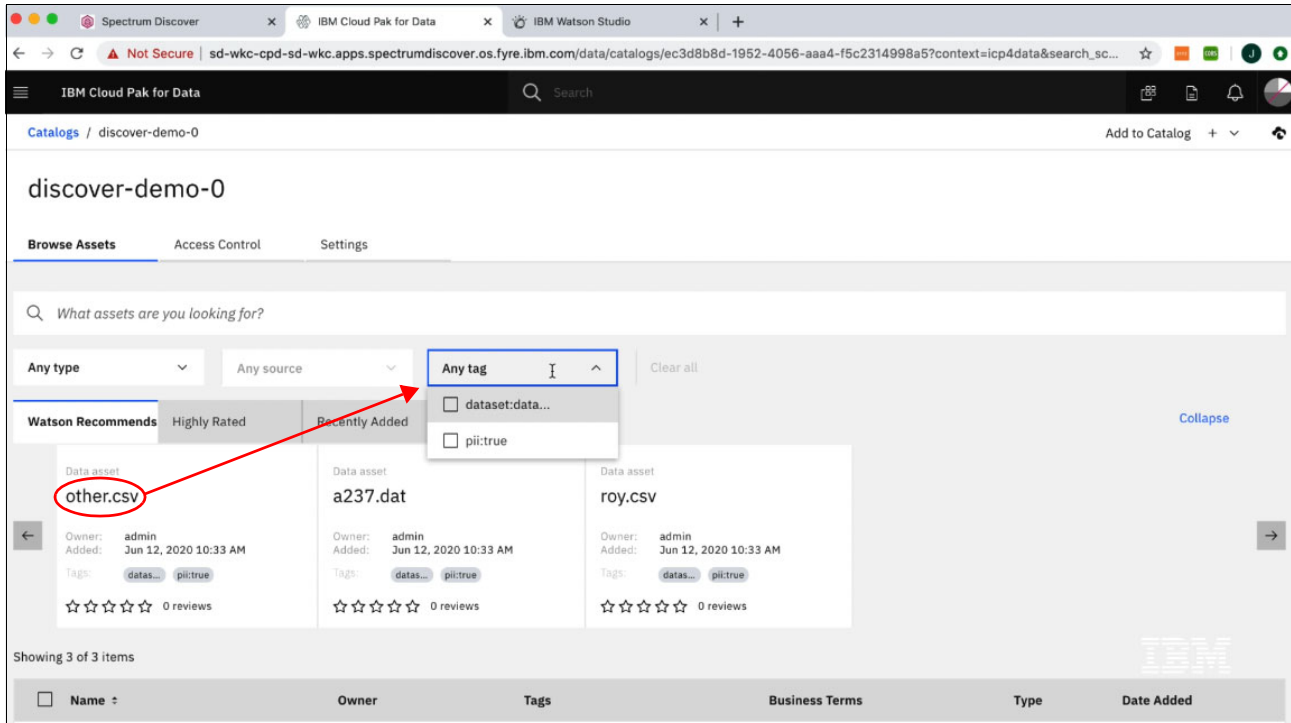 Spectrum Discover × IBM Cloud Pak for Data × IBM Watson Studio × +
Not Secure | sd-wkc-cpd-sd-wkc.apps.spectrumdiscover.os.fyre.ibm.com/data/catalogs/ec3d8b8d-1952-4056-aaa4-f5c2314998a5?context=icp4data&search_sc... CORS J
IBM Cloud Pak for Data Search
Catalogs / discover-demo-0 Add to Catalog +
discover-demo-0
Browse Assets Access Control Settings
What assets are you looking for?
Any type Any source Any tag Clear all
dataset:data...
pii:true
Watson Recommends Highly Rated Recently Added Collapse
Data asset Data asset Data asset
other.csv a237.dat roy.csv
Owner: admin Owner: admin Owner: admin
Added: Jun 12, 2020 10:33 AM Added: Jun 12, 2020 10:33 AM Added: Jun 12, 2020 10:33 AM
Tags: datas... pii:true Tags: datas... pii:true Tags: datas... pii:true
0 reviews 0 reviews 0 reviews
Showing 3 of 3 items
IBM
Name Owner Tags Business Terms Type Date Added